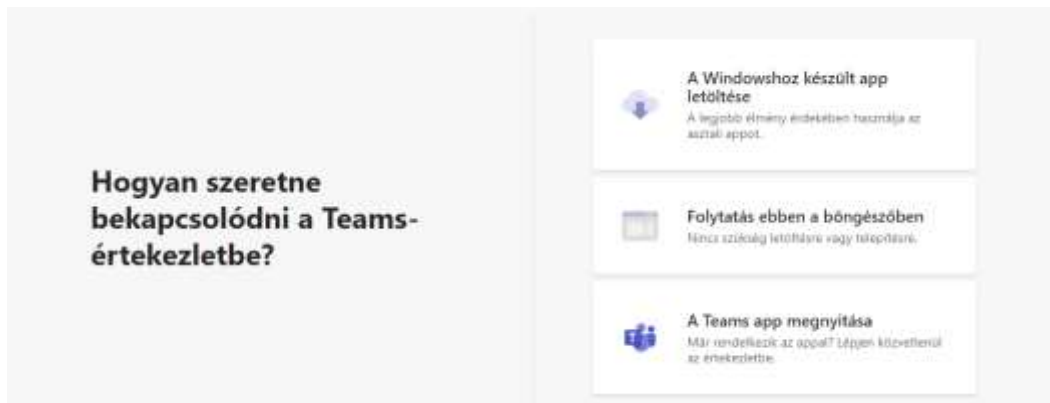 Hogyan szeretne
bekapcsolódni a Teams-
értekezletbe?
A Windowshoz készült app
letöltése
A legjobb élmény érdekében használja az
asztali appot.
Folytatás ebben a böngészőben
Nincs szükség letöltésre vagy telepítésre.
A Teams app megnyitása
Már rendelkezik az appal? Lépjen közvetlenül
az értekezletbe.